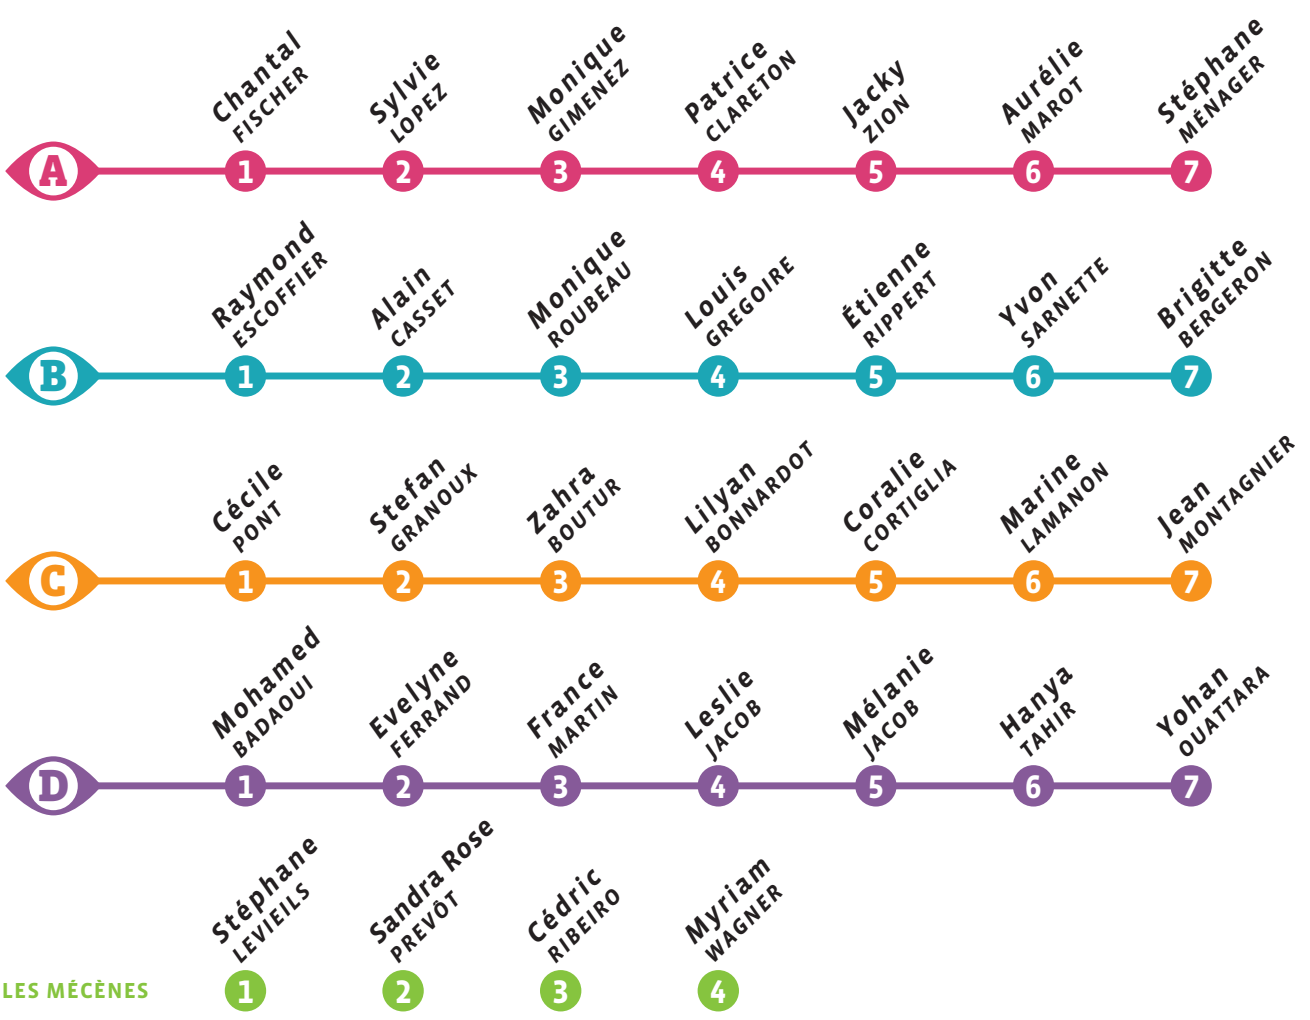 Chantal
FISCHER
Sylvie
LOPEZ
Monique
GIMENEZ
Patrice
CLARETON
Jacky
ZION
Aurélie
MAROT
Stéphane
MÉNAGER
A 1 2 3 4 5 6 7
Raymond
ESCOFFIER
Alain
CASSET
Monique
ROUBEAU
Louis
GREGOIRE
Étienne
RIPPERT
Yvon
SARNETTE
Brigitte
BERGERON
B 1 2 3 4 5 6 7
Cécile
PONT
Stefan
GRANOUX
Zahra
BOUTUR
Lilyan
BONNARDOT
Coralie
CORTIGLIA
Marine
LAMANON
Jean
MONTAGNIER
C 1 2 3 4 5 6 7
Mohamed
BADAOUI
Evelyne
FERRAND
France
MARTIN
Leslie
JACOB
Mélanie
JACOB
Hanya
TAHIR
Yohan
OUATTARA
D 1 2 3 4 5 6 7
Stéphane
LEVIEILS
Sandra Rose
PREVÔT
Cédric
RIBEIRO
Myriam
WAGNER
LES MÉCÈNES 1 2 3 4